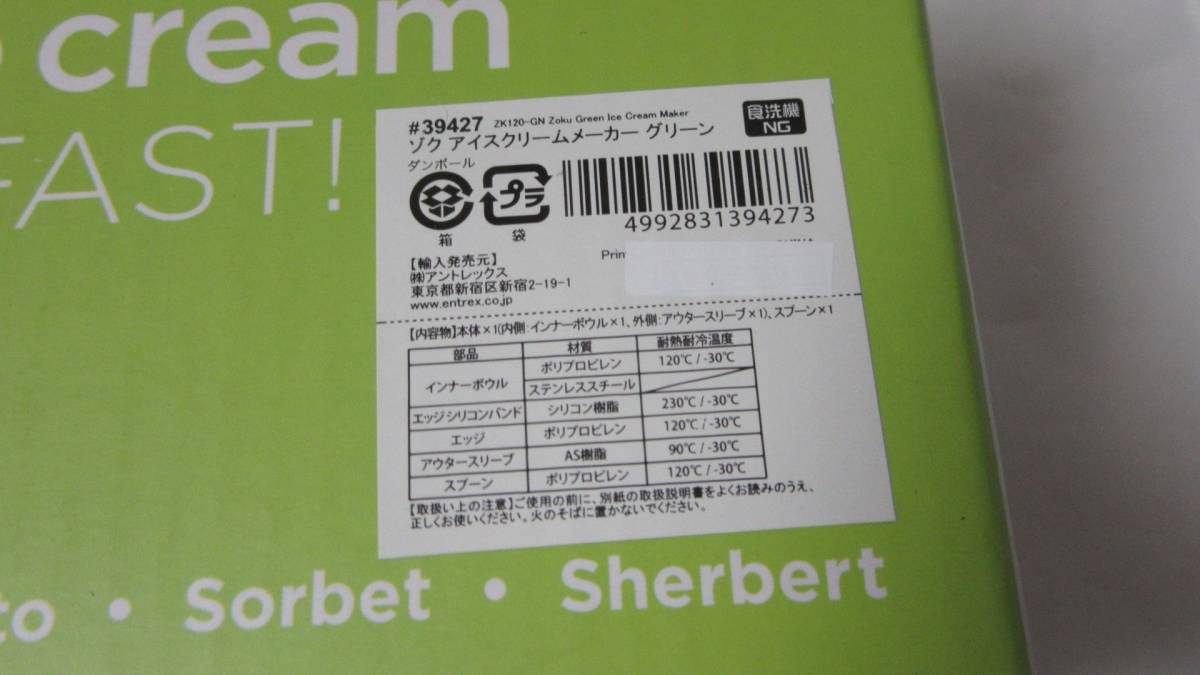 cream
FAST!
#39427 ZK120-GN Zoku Green Ice Cream Maker
ゾク アイスクリームメーカー グリーン
食洗機
NG
ダンボール
プラ
箱
袋
4992831394273
【輸入発売元】
㈱アントレックス
東京都新宿区新宿2-19-1
www.entrex.co.jp
【内容物】本体×1(内側:インナーボウル×1、外側:アウタースリーブ×1)、スプーン×1
部品 材質 耐熱耐冷温度
インナーボウル ポリプロピレン 120℃/-30℃
ステンレススチール
エッジシリコンバンド シリコン樹脂 230℃/-30℃
エッジ ポリプロピレン 120℃/-30℃
アウタースリーブ AS樹脂 90℃/-30℃
スプーン ポリプロピレン 120℃/-30℃
【取扱い上の注意】ご使用の前に、別紙の取扱説明書をよくお読みのうえ、
正しくお使いください。火のそばに置かないでください。
to • Sorbet • Sherbert